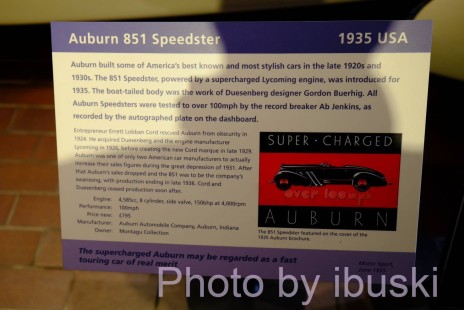 Auburn 851 Speedster 1935 USA
Auburn built some of America's best known and most stylish cars in the late 1920s and
1930s. The 851 Speedster, powered by a supercharged Lycoming engine, was introduced for
1935. The boat-tailed body was the work of Duesenberg designer Gordon Buerhig. All
Auburn Speedsters were tested to over 100mph by the record breaker Ab Jenkins, as
recorded by the autographed plate on the dashboard.
Entrepreneur Errett Lobban Cord rescued Auburn from obscurity in
1924. He acquired Duesenberg and the engine manufacturer
Lycoming in 1926, before creating the new Cord marque in late 1929.
Auburn was one of only two American car manufacturers to actually
increase their sales figures during the great depression of 1931. After
that Auburn's sales dropped and the 851 was to be the company's
swansong, with production ending in late 1936. Cord and
Duesenberg ceased production soon after.
Engine: 4,585cc, 8 cylinder, side valve, 150bhp at 4,000rpm
Performance: 100mph
Price new: £795
Manufacturer: Auburn Automobile Company, Auburn, Indiana
Owner: Montagu Collection
SUPER·CHARGED
AUBURN
The 851 Speedster featured on the cover of the
1935 Auburn brochure.
The supercharged Auburn may be regarded as a fast
touring car of real merit.
Motor Sport,
June 1935
Photo by ibuski